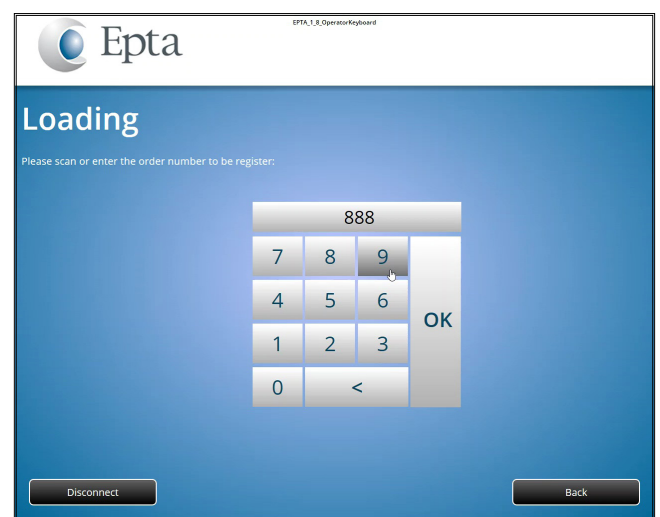 EPTA_1_8_OperatorKeyboard
Epta
Loading
Please scan or enter the order number to be register:
888
7 8 9
4 5 6
OK
1 2 3
0 <
Disconnect Back